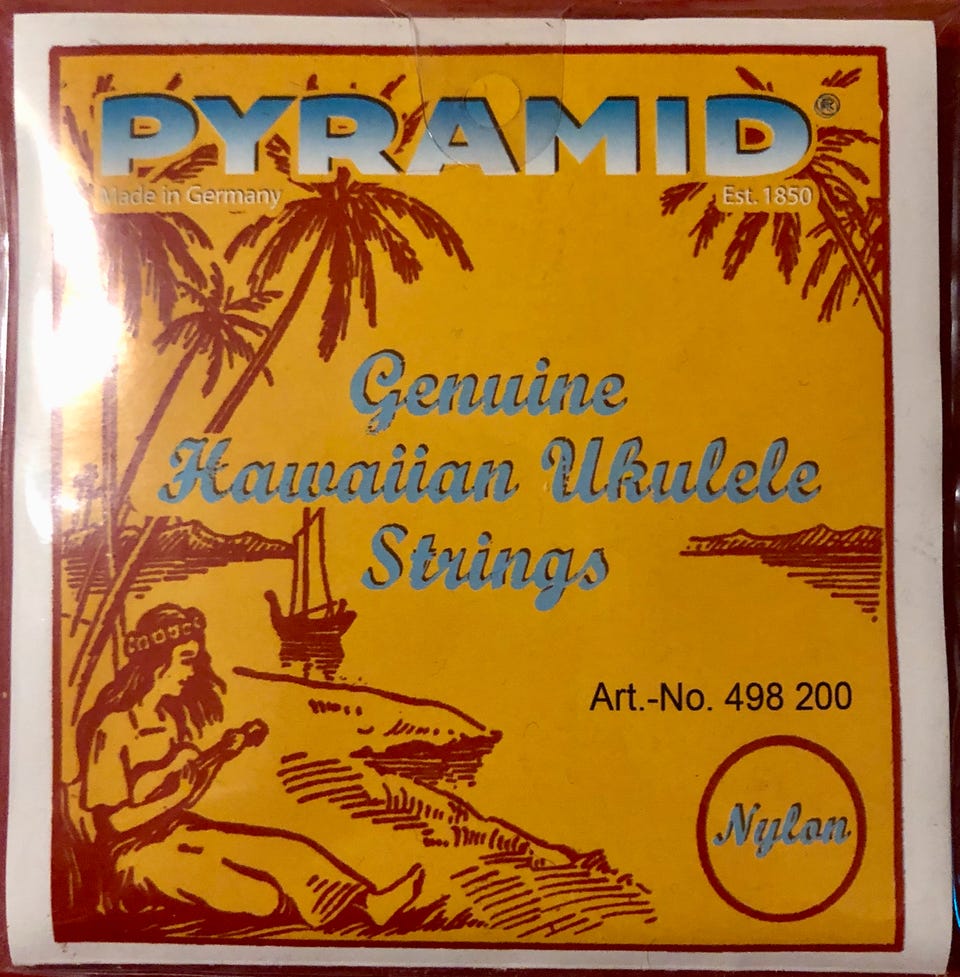 PYRAMID®
Made in Germany Est. 1850
Genuine
Hawaiian Ukulele
Strings
Art.-No. 498 200
Nylon